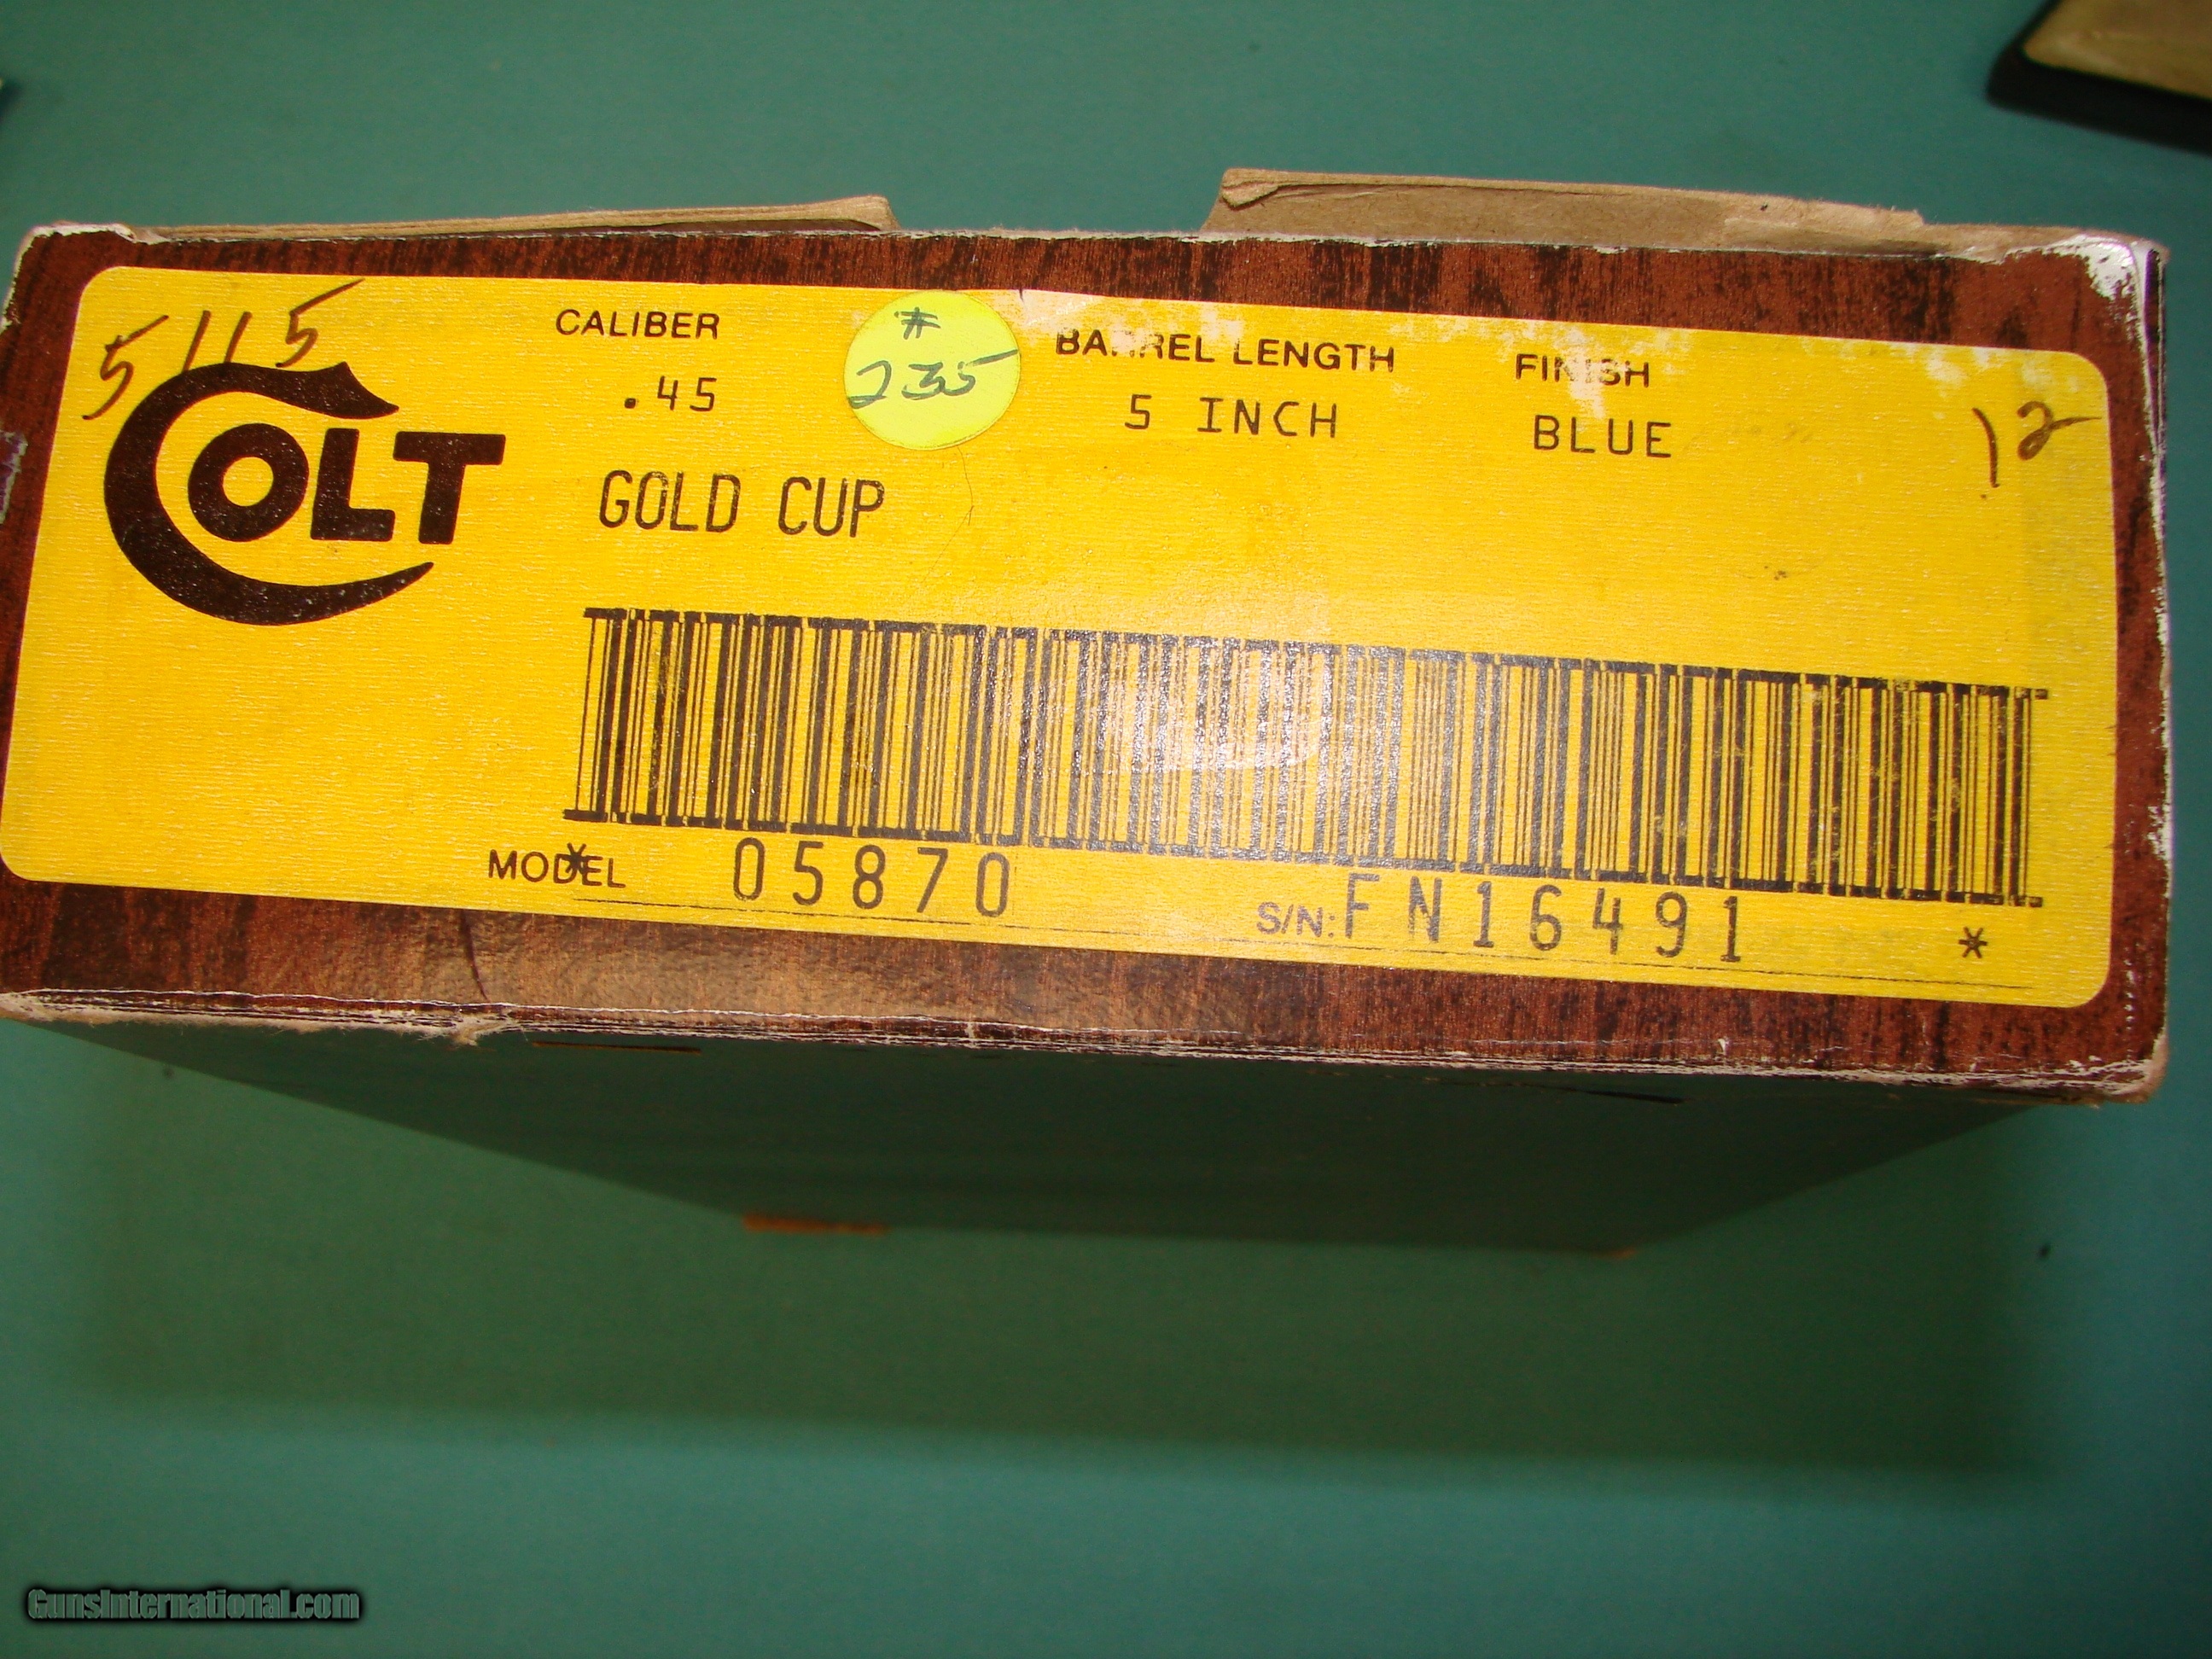 5115
CALIBER
#
235
BARREL LENGTH
FINISH
.45
5 INCH
BLUE
12
COLT
GOLD CUP
MODEL
*
05870
S/N: FN16491
*
GunsInternational.com